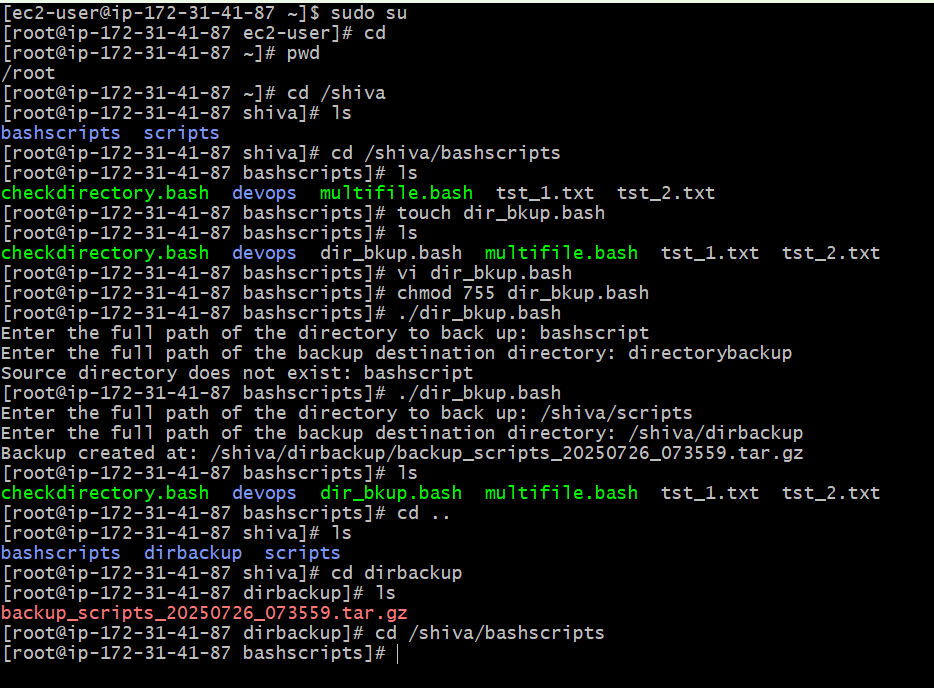 [ec2-user@ip-172-31-41-87 ~]$ sudo su
[root@ip-172-31-41-87 ec2-user]# cd
[root@ip-172-31-41-87 ~]# pwd
/root
[root@ip-172-31-41-87 ~]# cd /shiva
[root@ip-172-31-41-87 shiva]# ls
bashscripts  scripts
[root@ip-172-31-41-87 shiva]# cd /shiva/bashscripts
[root@ip-172-31-41-87 bashscripts]# ls
checkdirectory.bash  devops  multifile.bash  tst_1.txt  tst_2.txt
[root@ip-172-31-41-87 bashscripts]# touch dir_bkup.bash
[root@ip-172-31-41-87 bashscripts]# ls
checkdirectory.bash  devops  dir_bkup.bash  multifile.bash  tst_1.txt  tst_2.txt
[root@ip-172-31-41-87 bashscripts]# vi dir_bkup.bash
[root@ip-172-31-41-87 bashscripts]# chmod 755 dir_bkup.bash
[root@ip-172-31-41-87 bashscripts]# ./dir_bkup.bash
Enter the full path of the directory to back up: bashscript
Enter the full path of the backup destination directory: directorybackup
Source directory does not exist: bashscript
[root@ip-172-31-41-87 bashscripts]# ./dir_bkup.bash
Enter the full path of the directory to back up: /shiva/scripts
Enter the full path of the backup destination directory: /shiva/dirbackup
Backup created at: /shiva/dirbackup/backup_scripts_20250726_073559.tar.gz
[root@ip-172-31-41-87 bashscripts]# ls
checkdirectory.bash  devops  dir_bkup.bash  multifile.bash  tst_1.txt  tst_2.txt
[root@ip-172-31-41-87 bashscripts]# cd ..
[root@ip-172-31-41-87 shiva]# ls
bashscripts  dirbackup  scripts
[root@ip-172-31-41-87 shiva]# cd dirbackup
[root@ip-172-31-41-87 dirbackup]# ls
backup_scripts_20250726_073559.tar.gz
[root@ip-172-31-41-87 dirbackup]# cd /shiva/bashscripts
[root@ip-172-31-41-87 bashscripts]#